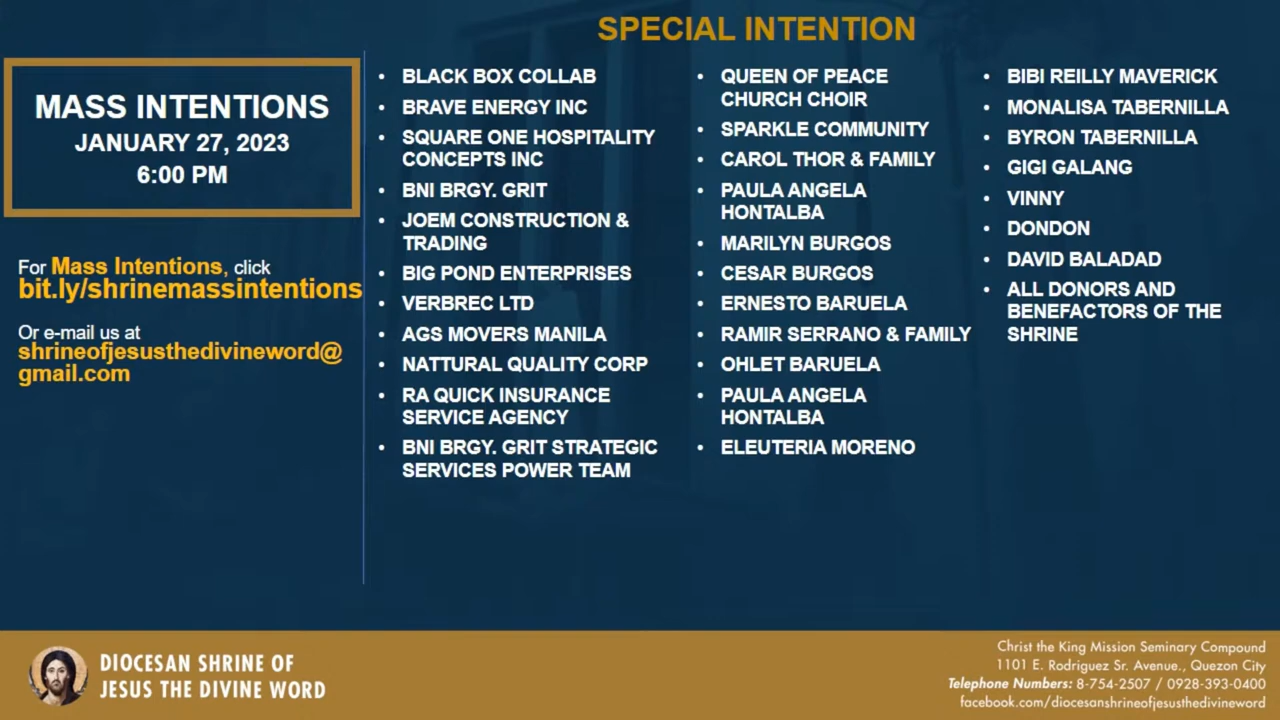 SPECIAL INTENTION
MASS INTENTIONS
JANUARY 27, 2023
6:00 PM
For Mass Intentions, click
bit.ly/shrinemassintentions
Or e-mail us at
shrineofjesusthedivineword@
gmail.com
• BLACK BOX COLLAB
• BRAVE ENERGY INC
• SQUARE ONE HOSPITALITY
CONCEPTS INC
• BNI BRGY. GRIT
• JOEM CONSTRUCTION &
TRADING
• BIG POND ENTERPRISES
• VERBREC LTD
• AGS MOVERS MANILA
• NATTURAL QUALITY CORP
• RA QUICK INSURANCE
SERVICE AGENCY
• BNI BRGY. GRIT STRATEGIC
SERVICES POWER TEAM
• QUEEN OF PEACE
CHURCH CHOIR
• SPARKLE COMMUNITY
• CAROL THOR & FAMILY
• PAULA ANGELA
HONTALBA
• MARILYN BURGOS
• CESAR BURGOS
• ERNESTO BARUELA
• RAMIR SERRANO & FAMILY
• OHLET BARUELA
• PAULA ANGELA
HONTALBA
• ELEUTERIA MORENO
• BIBI REILLY MAVERICK
• MONALISA TABERNILLA
• BYRON TABERNILLA
• GIGI GALANG
• VINNY
• DONDON
• DAVID BALADAD
• ALL DONORS AND
BENEFACTORS OF THE
SHRINE
DIOCESAN SHRINE OF
JESUS THE DIVINE WORD
Christ the King Mission Seminary Compound
1101 E. Rodriguez Sr. Avenue., Quezon City
Telephone Numbers: 8-754-2507 / 0928-393-0400
facebook.com/diocesanshrineofjesusthedivineword